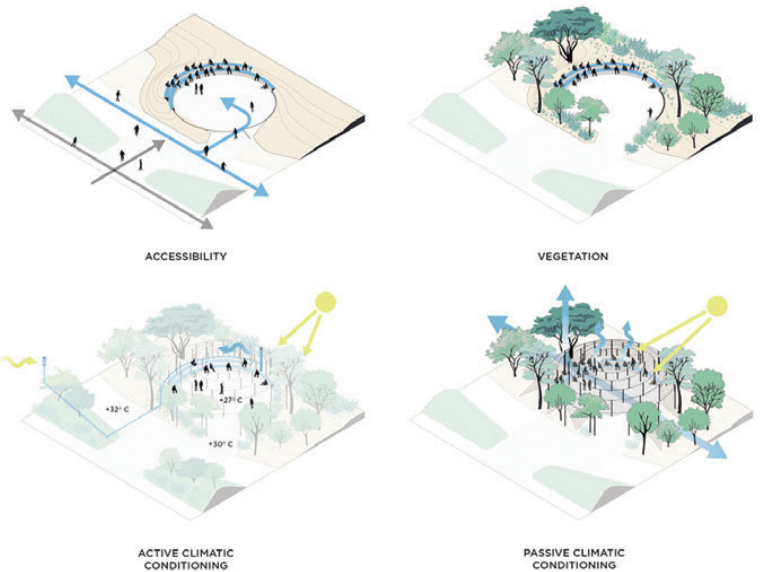 ACCESSIBILITY
VEGETATION
+32° C
+27° C
+30° C
ACTIVE CLIMATIC
CONDITIONING
PASSIVE CLIMATIC
CONDITIONING